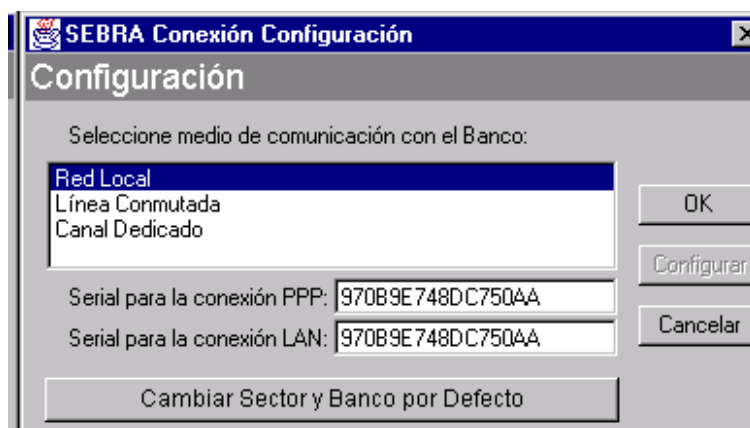 SEBRA Conexión Configuración
Configuración
Seleccione medio de comunicación con el Banco:
Red Local
Línea Conmutada
Canal Dedicado
OK
Configurar
Serial para la conexión PPP: 970B9E748DC750AA
Serial para la conexión LAN: 970B9E748DC750AA
Cancelar
Cambiar Sector y Banco por Defecto